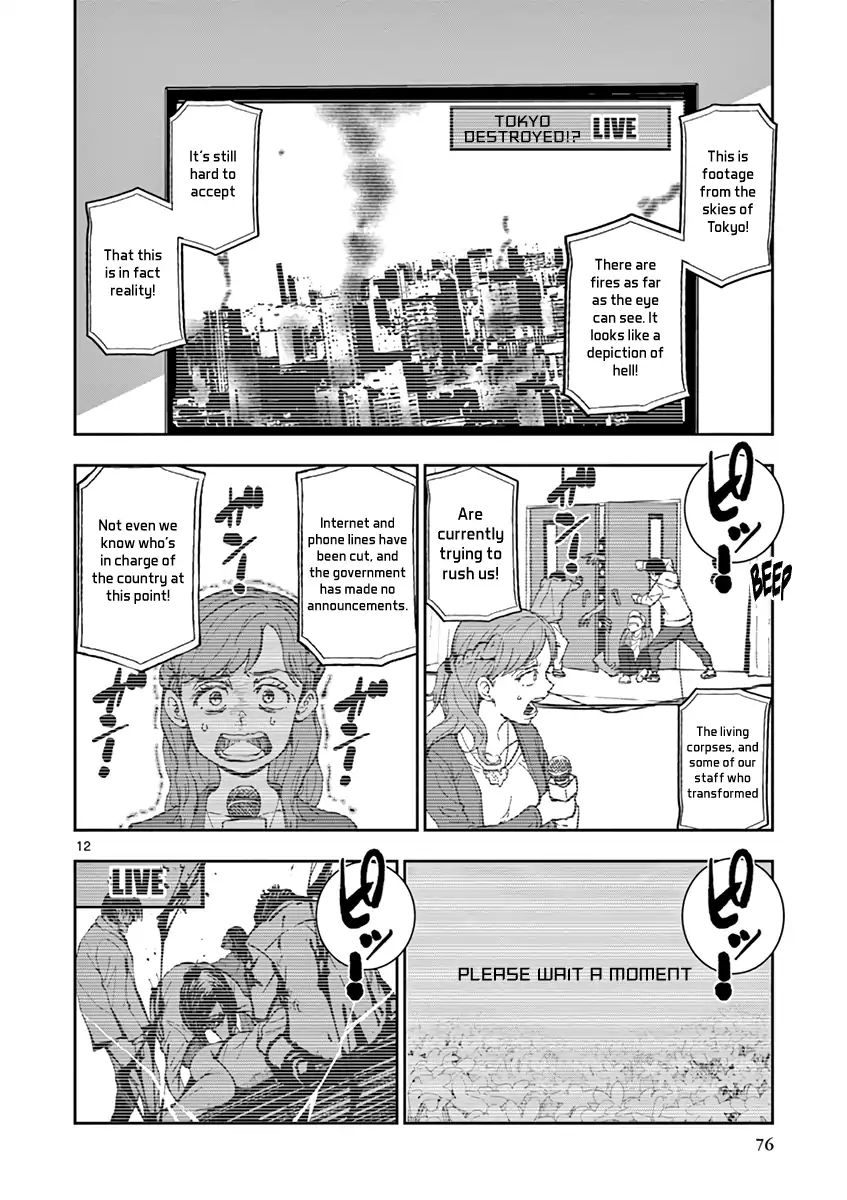 TOKYO
DESTROYED!? LIVE
This is
footage
from the
skies of
Tokyo!
There are
fires as far
as the eye
can see. It
looks like a
depiction of
hell!
It's still
hard to
accept
That this
is in fact
reality!
ピッ!
BEEP
The living
corpses, and
some of our
staff who
transformed
Are
currently
trying to
rush us!
Internet and
phone lines have
been cut, and
the government
has made no
announcements.
Not even we
know who's
in charge of
the country at
this point!
12
ピッ!
PLEASE WAIT A MOMENT
ピッ!
LIVE
76